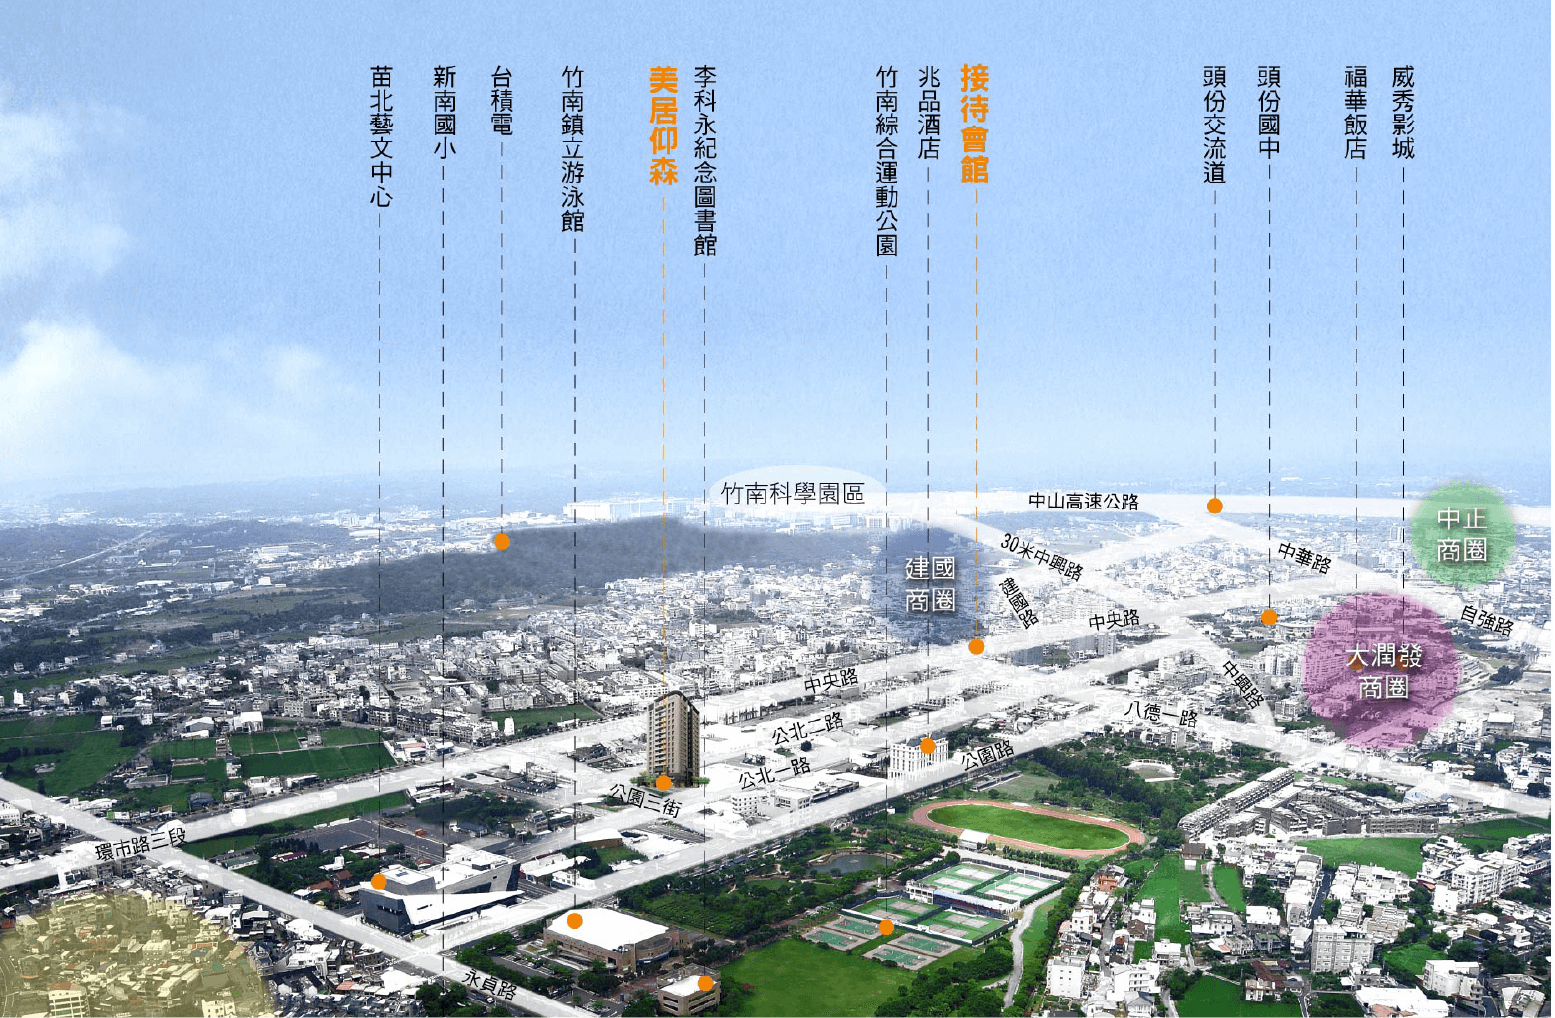 苗北藝文中心
新南國小
台積電
竹南鎮立游泳館
美居仰森
李科永紀念圖書館
竹南綜合運動公園
兆品酒店
接待會館
頭份交流道
頭份國中
福華飯店
威秀影城
竹南科學園區
中山高速公路
中正
商圈
30米中興路
中華路
建國
商圈
建國路
中央路
自強路
大潤發
商圈
中央路
中興路
公北二路
八德一路
公園路
公北一路
公園三街
環市路三段
永貞路